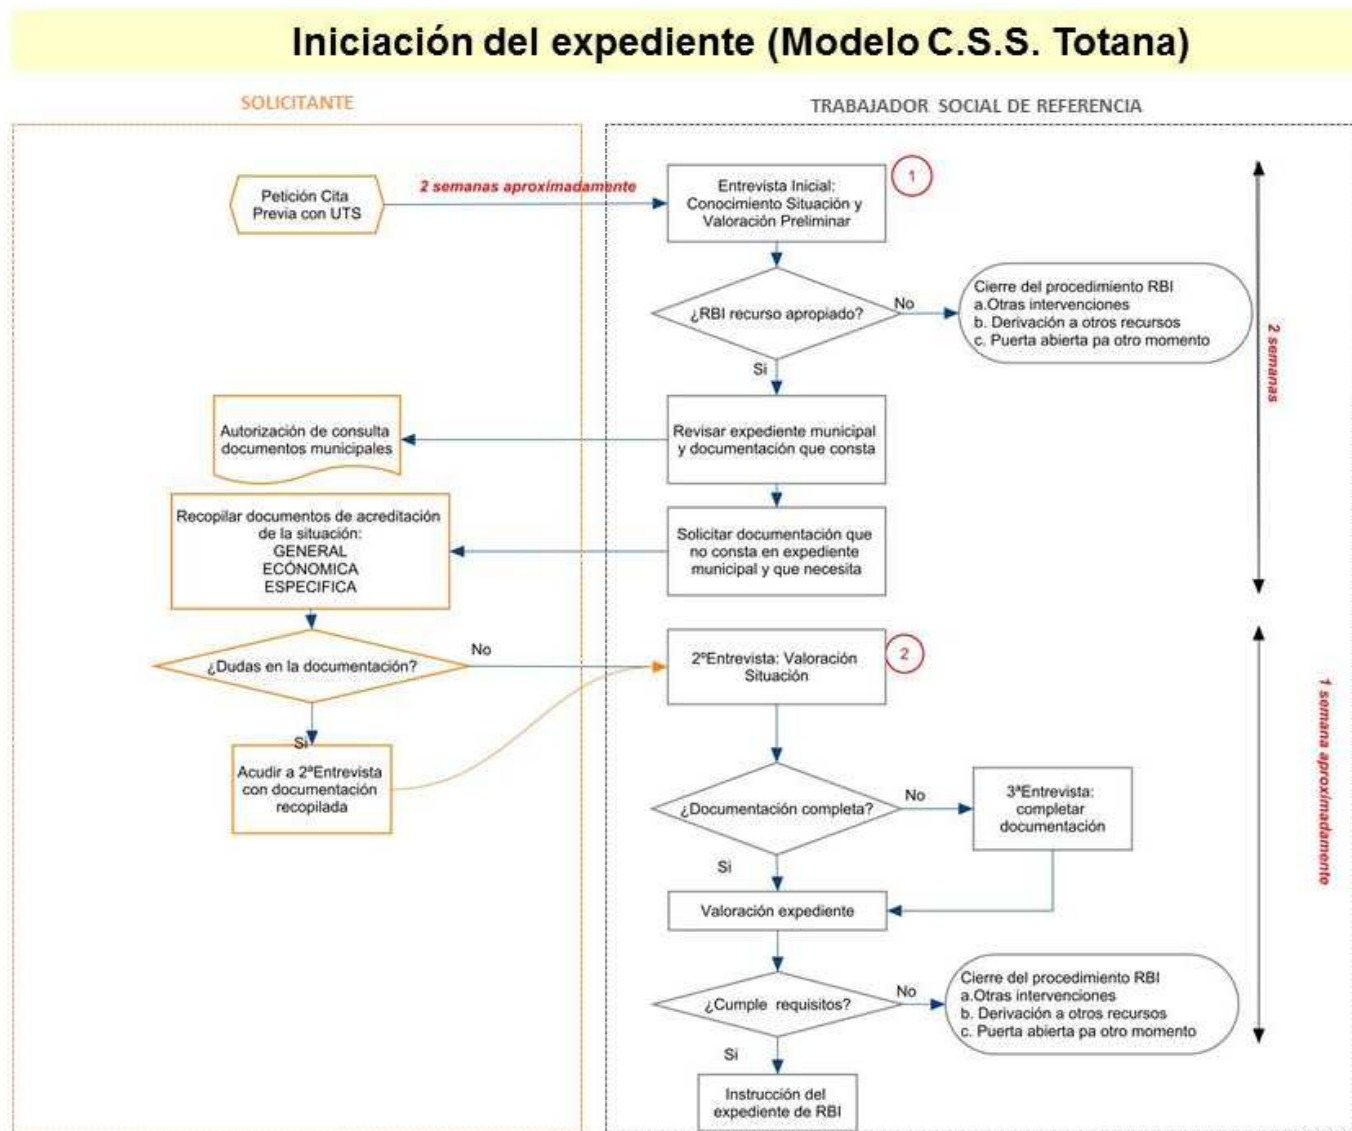 Iniciación del expediente (Modelo C.S.S. Totana)
SOLICITANTE
TRABAJADOR SOCIAL DE REFERENCIA
Petición Cita
Previa con UTS
2 semanas aproximadamente
Entrevista Inicial:
Conocimiento Situación y
Valoración Preliminar
1
¿RBI recurso apropiado?
No
Cierre del procedimiento RBI
a.Otras intervenciones
b. Derivación a otros recursos
c. Puerta abierta pa otro momento
2 semanas
Si
Autorización de consulta
documentos municipales
Revisar expediente municipal
y documentación que consta
Recopilar documentos de acreditación
de la situación:
GENERAL
ECÓNOMICA
ESPECIFICA
Solicitar documentación que
no consta en expediente
municipal y que necesita
¿Dudas en la documentación?
No
Si
Acudir a 2ªEntrevista
con documentación
recopilada
2ºEntrevista: Valoración
Situación
2
¿Documentación completa?
No
3ªEntrevista:
completar
documentación
1 semana aproximadamente
Si
Valoración expediente
¿Cumple requisitos?
No
Cierre del procedimiento RBI
a.Otras intervenciones
b. Derivación a otros recursos
c. Puerta abierta pa otro momento
Si
Instrucción del
expediente de RBI